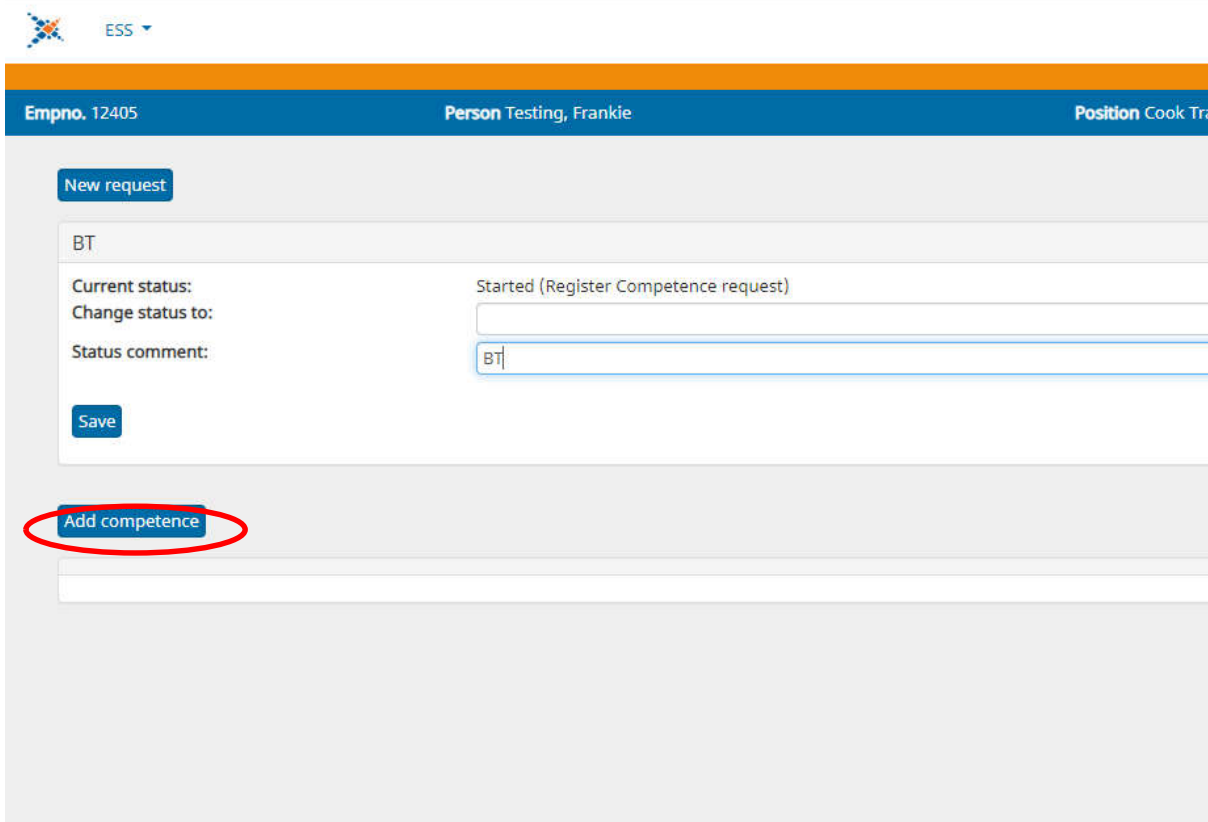 ESS
Empno. 12405 Person Testing, Frankie Position Cook
New request
BT
Current status: Started (Register Competence request)
Change status to:
Status comment: BT
Save
Add competence